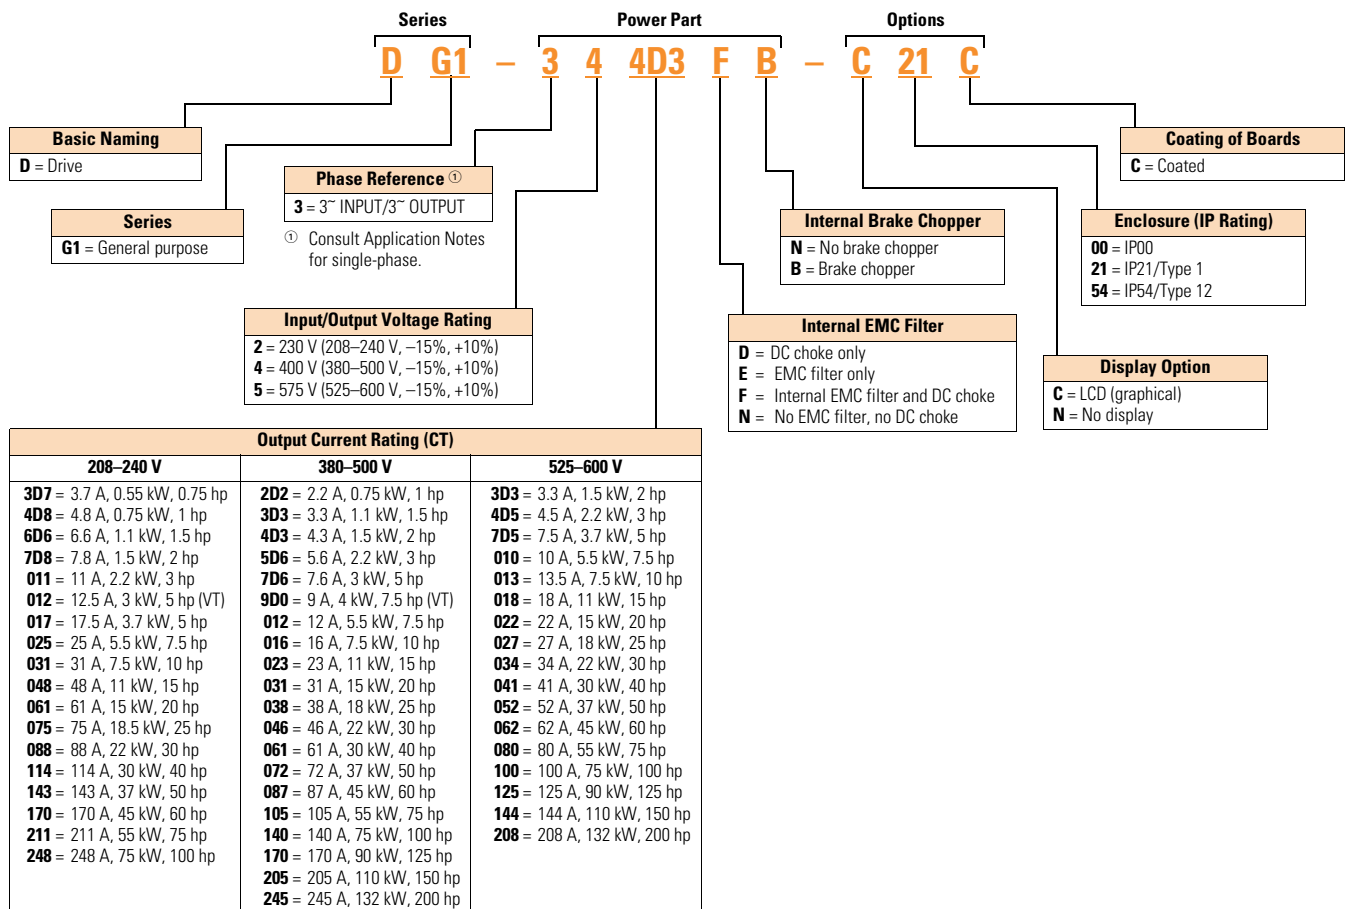 Series Power Part Options
D G1 – 3 4 4D3 F B – C 21 C
Basic Naming
D = Drive
Series
G1 = General purpose
Phase Reference ①
3 = 3~ INPUT/3~ OUTPUT
① Consult Application Notes
for single-phase.
Input/Output Voltage Rating
2 = 230 V (208–240 V, –15%, +10%)
4 = 400 V (380–500 V, –15%, +10%)
5 = 575 V (525–600 V, –15%, +10%)
Output Current Rating (CT)
208–240 V
3D7 = 3.7 A, 0.55 kW, 0.75 hp
4D8 = 4.8 A, 0.75 kW, 1 hp
6D6 = 6.6 A, 1.1 kW, 1.5 hp
7D8 = 7.8 A, 1.5 kW, 2 hp
011 = 11 A, 2.2 kW, 3 hp
012 = 12.5 A, 3 kW, 5 hp (VT)
017 = 17.5 A, 3.7 kW, 5 hp
025 = 25 A, 5.5 kW, 7.5 hp
031 = 31 A, 7.5 kW, 10 hp
048 = 48 A, 11 kW, 15 hp
061 = 61 A, 15 kW, 20 hp
075 = 75 A, 18.5 kW, 25 hp
088 = 88 A, 22 kW, 30 hp
114 = 114 A, 30 kW, 40 hp
143 = 143 A, 37 kW, 50 hp
170 = 170 A, 45 kW, 60 hp
211 = 211 A, 55 kW, 75 hp
248 = 248 A, 75 kW, 100 hp
380–500 V
2D2 = 2.2 A, 0.75 kW, 1 hp
3D3 = 3.3 A, 1.1 kW, 1.5 hp
4D3 = 4.3 A, 1.5 kW, 2 hp
5D6 = 5.6 A, 2.2 kW, 3 hp
7D6 = 7.6 A, 3 kW, 5 hp
9D0 = 9 A, 4 kW, 7.5 hp (VT)
012 = 12 A, 5.5 kW, 7.5 hp
016 = 16 A, 7.5 kW, 10 hp
023 = 23 A, 11 kW, 15 hp
031 = 31 A, 15 kW, 20 hp
038 = 38 A, 18 kW, 25 hp
046 = 46 A, 22 kW, 30 hp
061 = 61 A, 30 kW, 40 hp
072 = 72 A, 37 kW, 50 hp
087 = 87 A, 45 kW, 60 hp
105 = 105 A, 55 kW, 75 hp
140 = 140 A, 75 kW, 100 hp
170 = 170 A, 90 kW, 125 hp
205 = 205 A, 110 kW, 150 hp
245 = 245 A, 132 kW, 200 hp
525–600 V
3D3 = 3.3 A, 1.5 kW, 2 hp
4D5 = 4.5 A, 2.2 kW, 3 hp
7D5 = 7.5 A, 3.7 kW, 5 hp
010 = 10 A, 5.5 kW, 7.5 hp
013 = 13.5 A, 7.5 kW, 10 hp
018 = 18 A, 11 kW, 15 hp
022 = 22 A, 15 kW, 20 hp
027 = 27 A, 18 kW, 25 hp
034 = 34 A, 22 kW, 30 hp
041 = 41 A, 30 kW, 40 hp
052 = 52 A, 37 kW, 50 hp
062 = 62 A, 45 kW, 60 hp
080 = 80 A, 55 kW, 75 hp
100 = 100 A, 75 kW, 100 hp
125 = 125 A, 90 kW, 125 hp
144 = 144 A, 110 kW, 150 hp
208 = 208 A, 132 kW, 200 hp
Internal EMC Filter
D = DC choke only
E = EMC filter only
F = Internal EMC filter and DC choke
N = No EMC filter, no DC choke
Internal Brake Chopper
N = No brake chopper
B = Brake chopper
Display Option
C = LCD (graphical)
N = No display
Enclosure (IP Rating)
00 = IP00
21 = IP21/Type 1
54 = IP54/Type 12
Coating of Boards
C = Coated